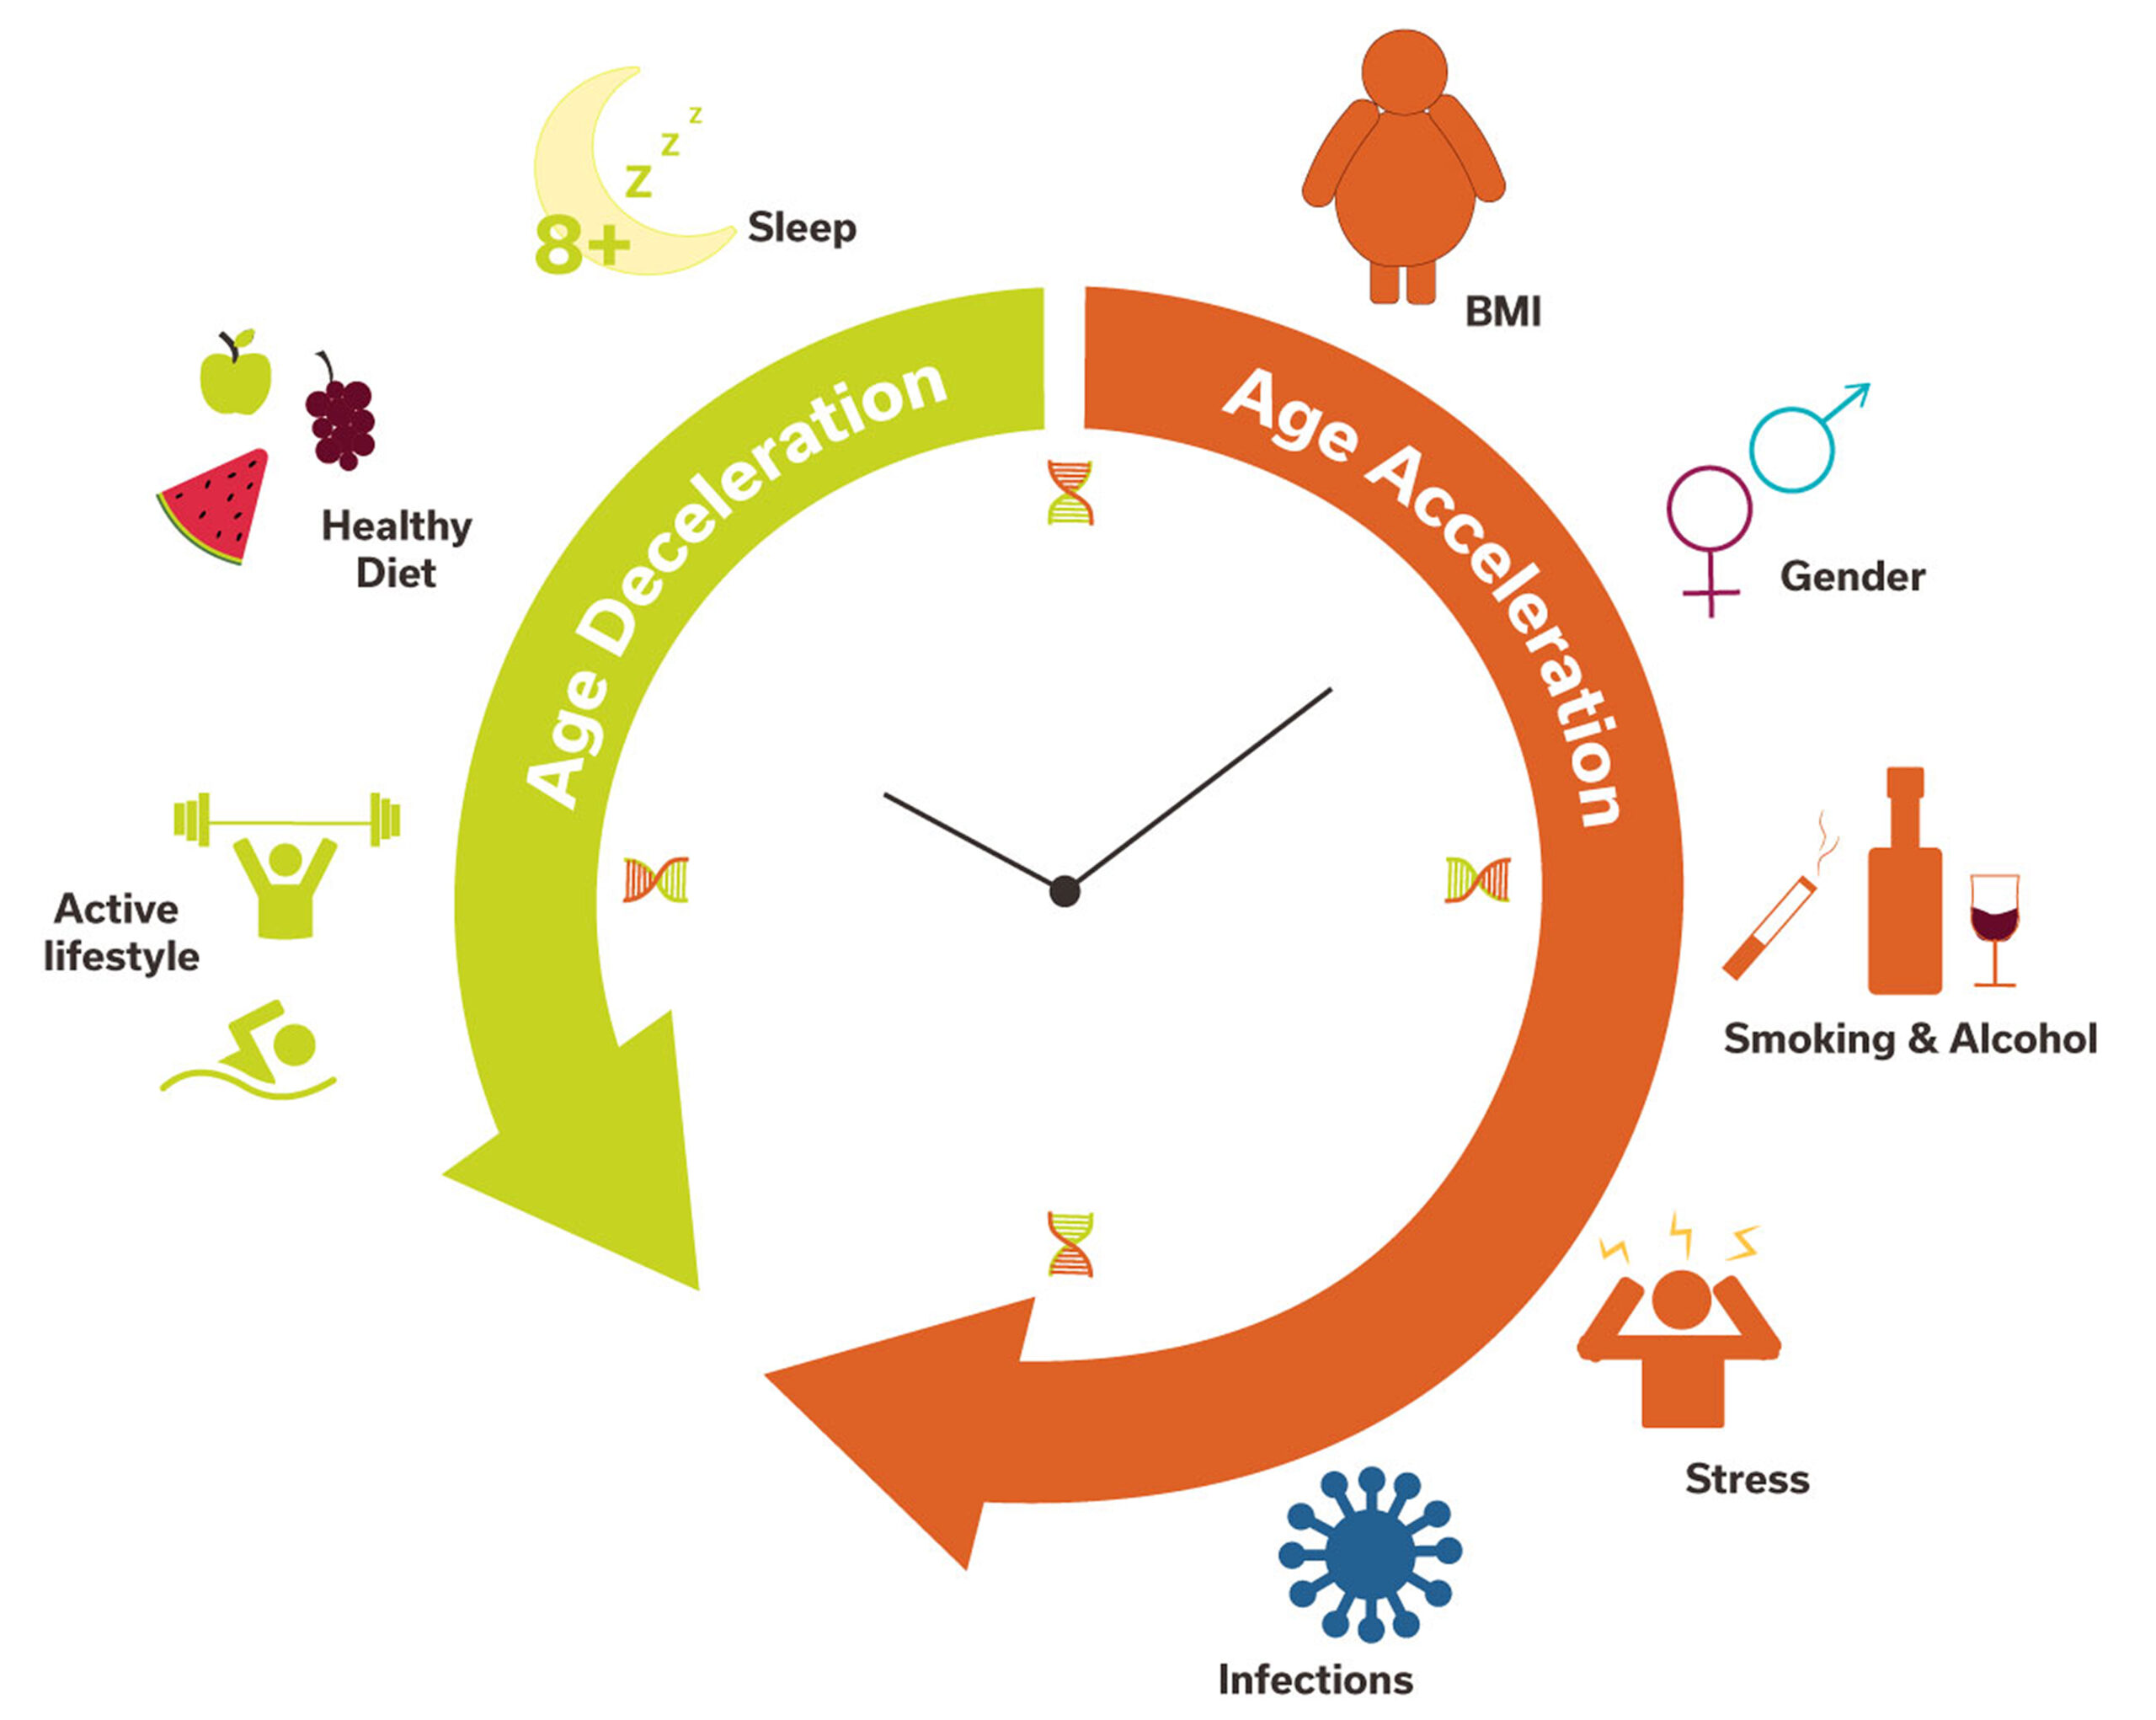 z
z
z
8+
Sleep
BMI
Healthy
Diet
Age Deceleration
Age Acceleration
Gender
Active
lifestyle
Smoking & Alcohol
Stress
Infections